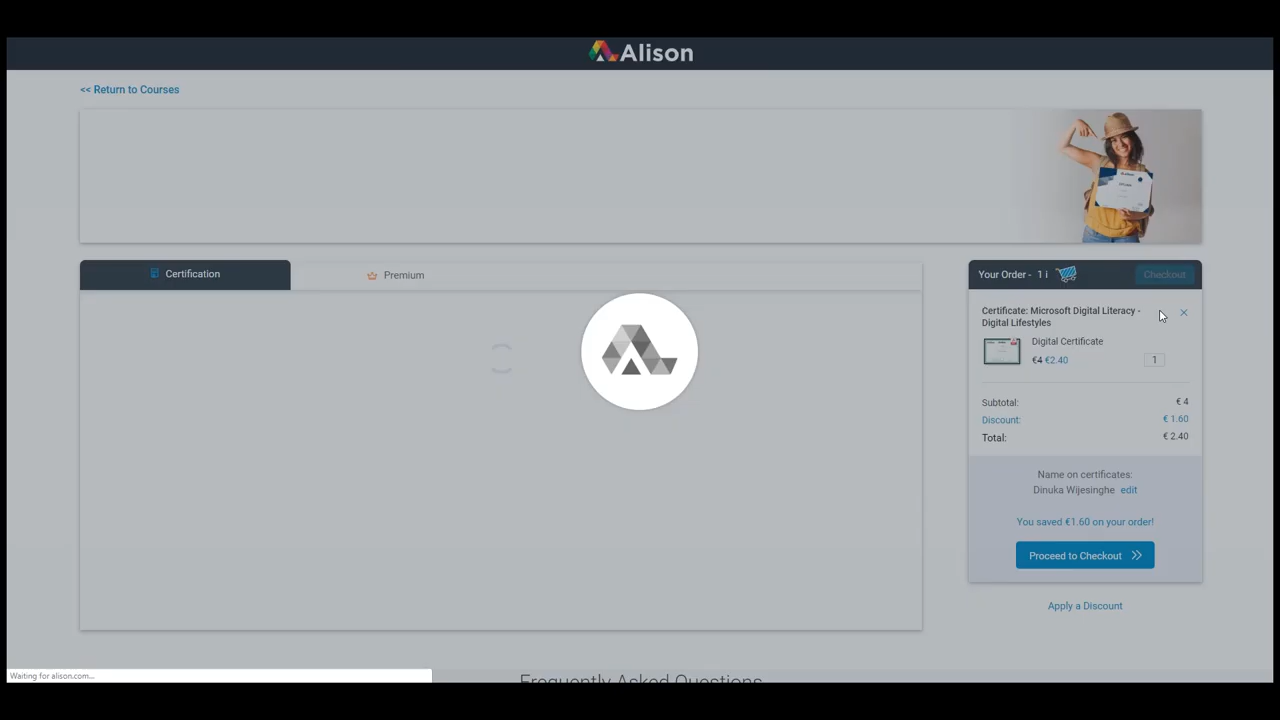 Alison
<< Return to Courses
Certification
Premium
Your Order - 1 i
Checkout
Certificate: Microsoft Digital Literacy -
Digital Lifestyles
Digital Certificate
€4 €2.40
1
Subtotal: € 4
Discount: € 1.60
Total: € 2.40
Name on certificates:
Dinuka Wijesinghe edit
You saved €1.60 on your order!
Proceed to Checkout
Apply a Discount
Waiting for alison.com...
Frequently Asked Questions